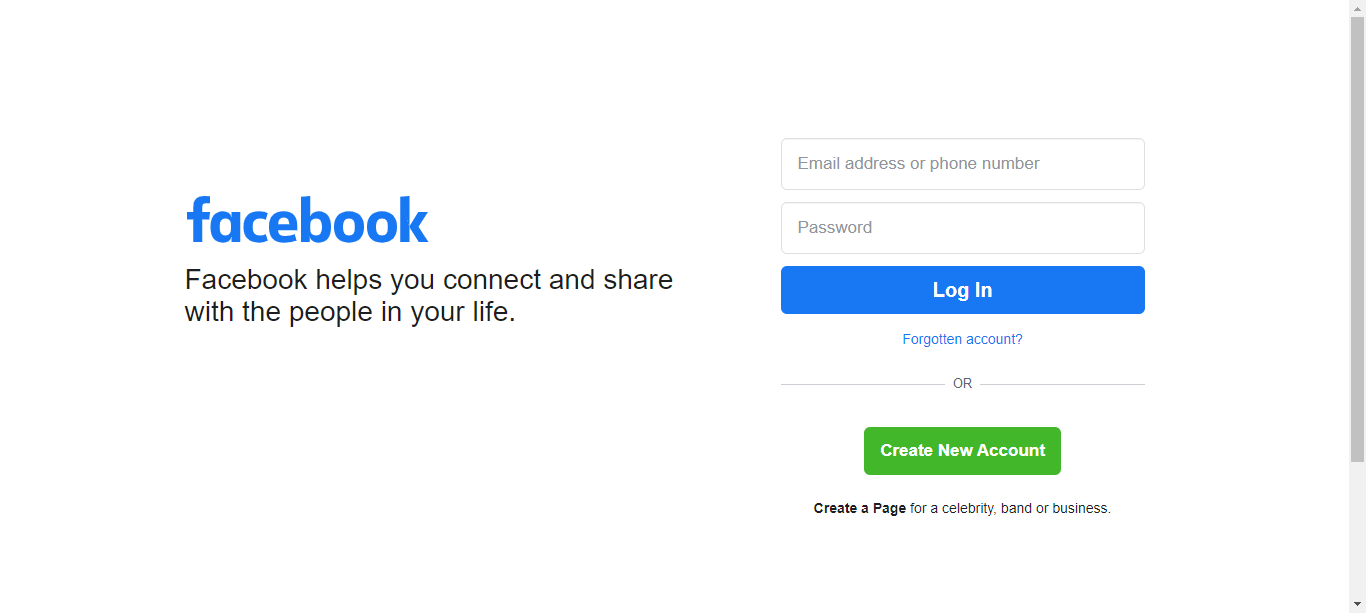 facebook
Facebook helps you connect and share
with the people in your life.
Email address or phone number
Password
Log In
Forgotten account?
OR
Create New Account
Create a Page for a celebrity, band or business.